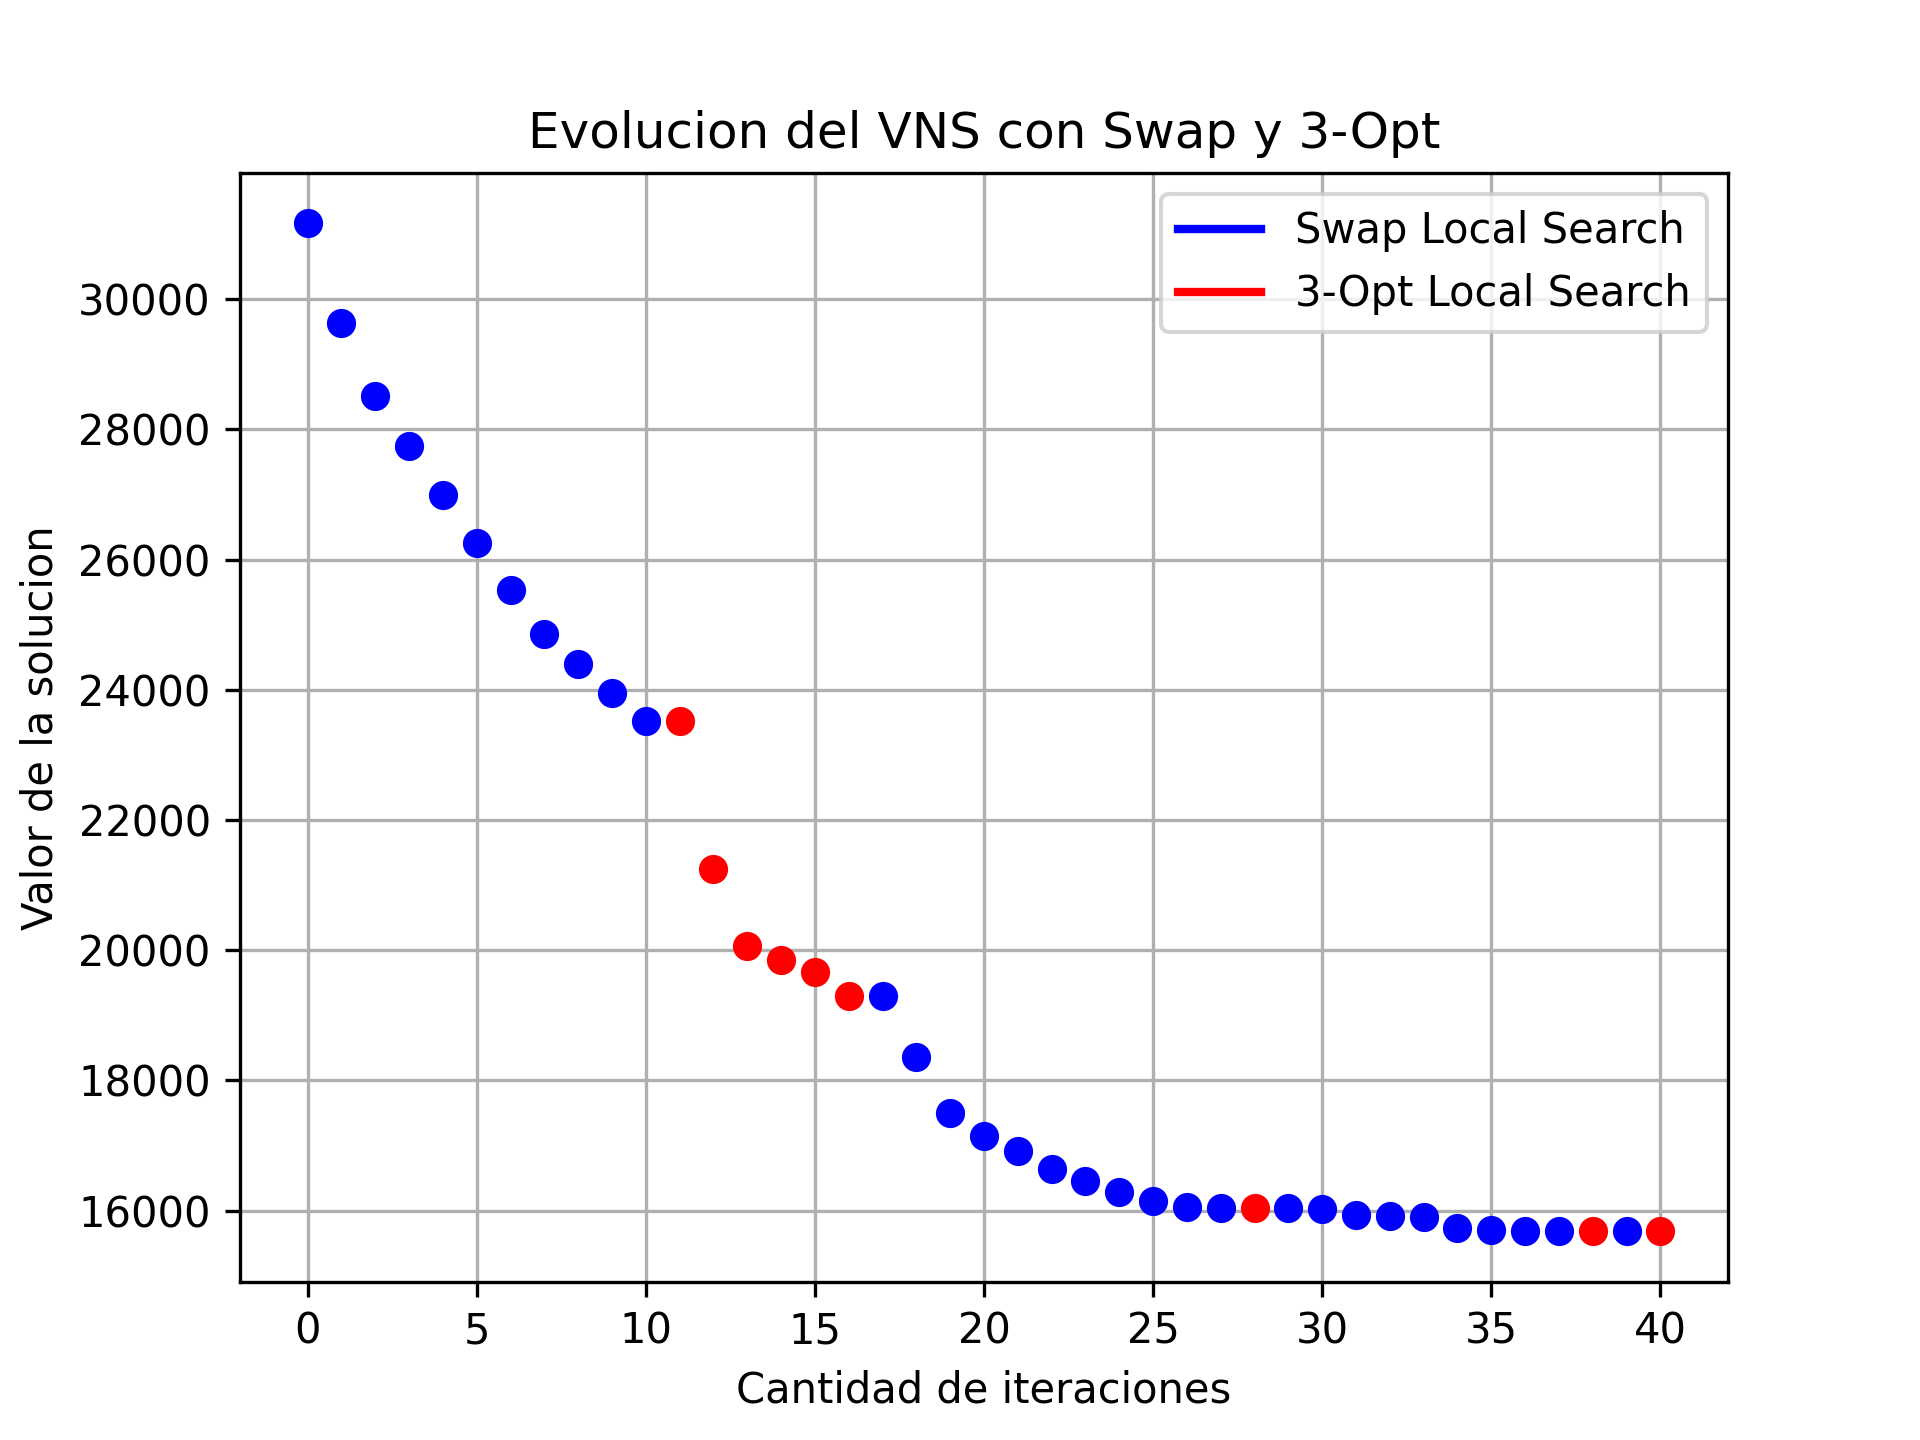 Evolucion del VNS con Swap y 3-Opt
Swap Local Search
3-Opt Local Search
Valor de la solucion
30000
28000
26000
24000
22000
20000
18000
16000
0 5 10 15 20 25 30 35 40
Cantidad de iteraciones